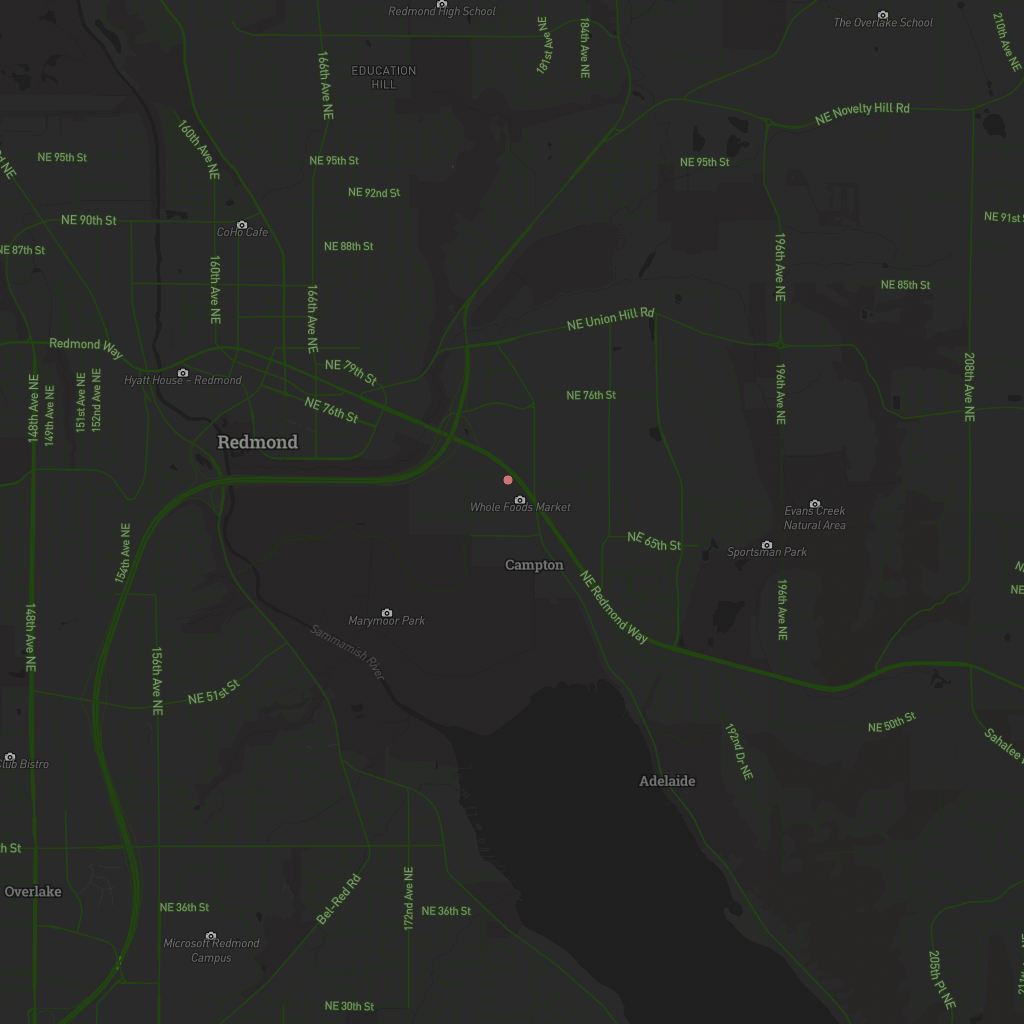 Redmond High School
The Overlake School
181st Ave NE
184th Ave NE
210th Ave NE
EDUCATION
HILL
166th Ave NE
NE Novelty Hill Rd
160th Ave NE
NE 95th St
NE 95th St
NE 95th St
NE 92nd St
NE 90th St
CoHo Cafe
NE 91st S
NE 87th St
NE 88th St
196th Ave NE
160th Ave NE
NE 85th St
166th Ave NE
NE Union Hill Rd
Redmond Way
NE 79th St
Hyatt House - Redmond
148th Ave NE
149th Ave NE
151st Ave NE
152nd Ave NE
NE 76th St
NE 76th St
196th Ave NE
208th Ave NE
Redmond
Whole Foods Market
Evans Creek
Natural Area
154th Ave NE
NE 65th St
Sportsman Park
Campton
NE Redmond Way
196th Ave NE
NE
148th Ave NE
Marymoor Park
Sammamish River
156th Ave NE
NE 51st St
NE 50th St
192nd Dr NE
Sahalee
Club Bistro
Adelaide
h St
Overlake
Bel-Red Rd
172nd Ave NE
NE 36th St
NE 36th St
Microsoft Redmond
Campus
205th Pl NE
NE 30th St